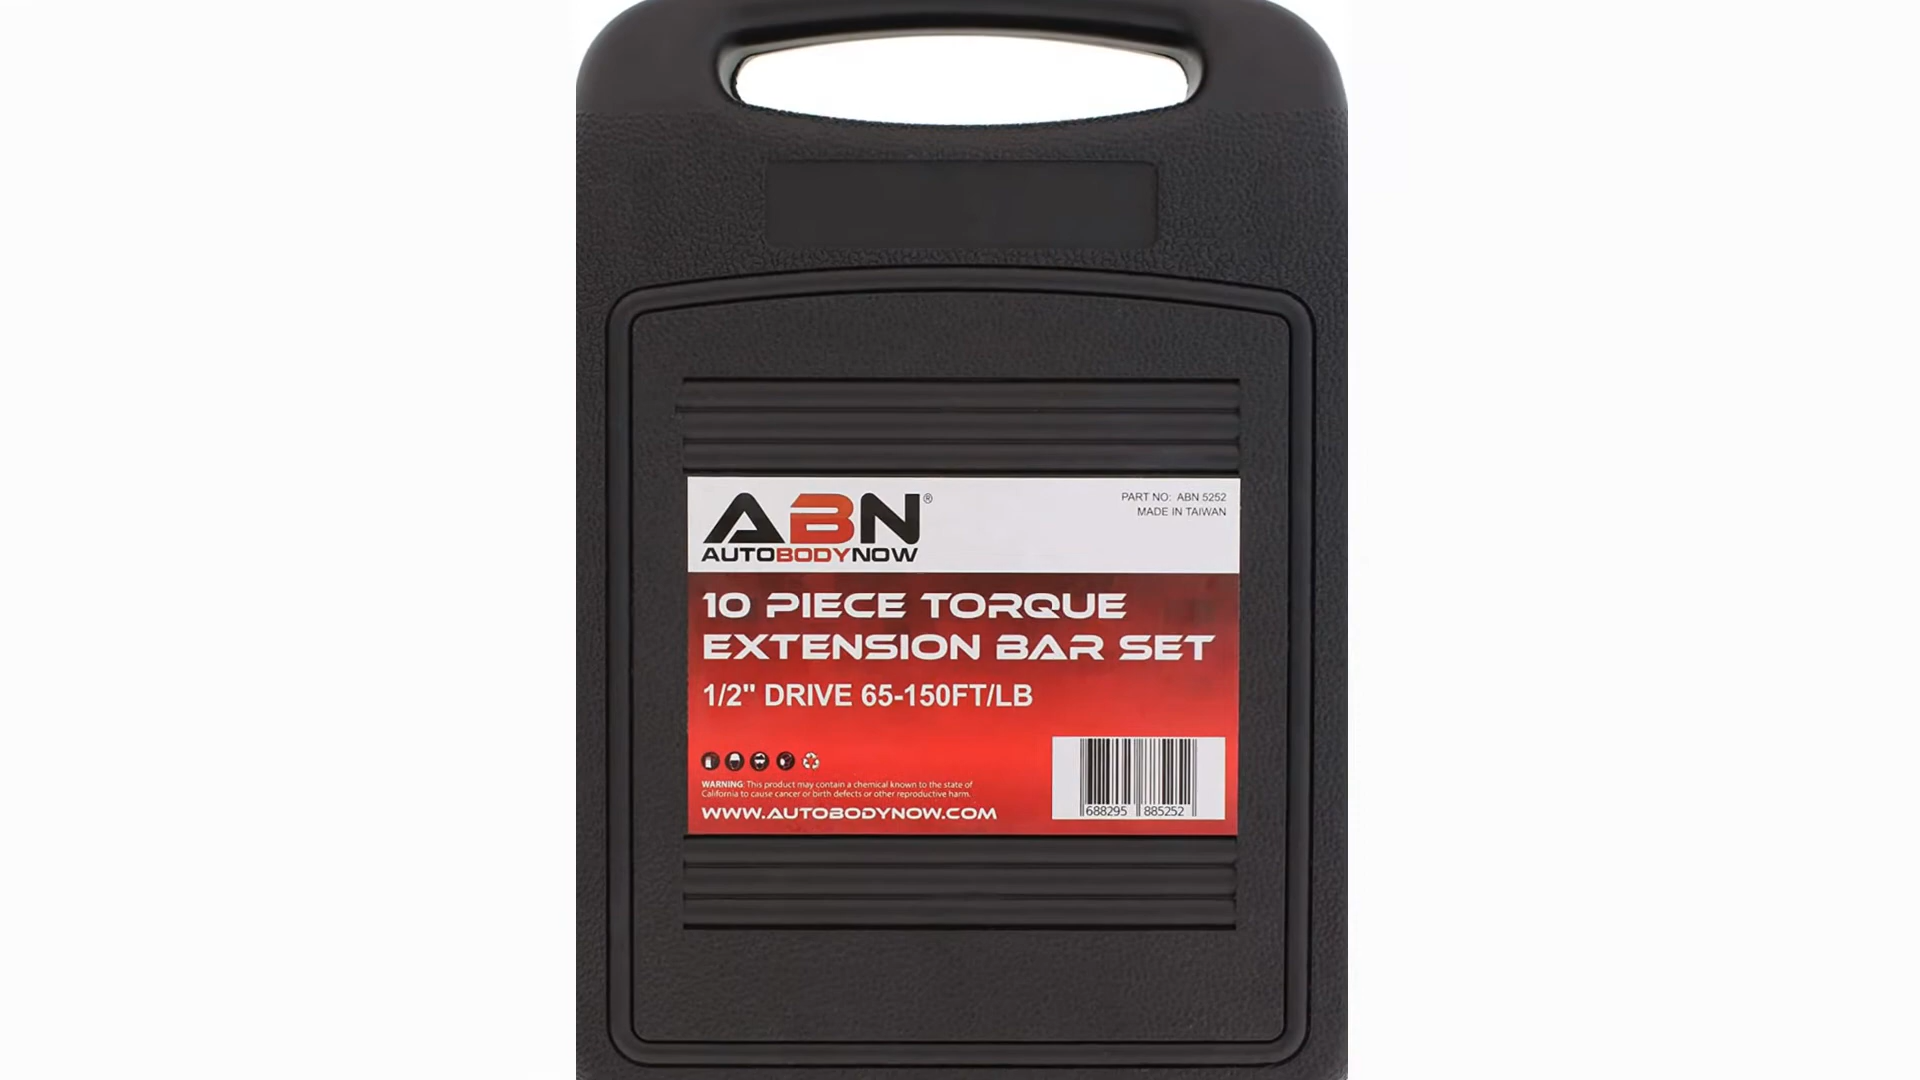 ABN®
AUTOBODYNOW
PART NO: ABN 5252
MADE IN TAIWAN
10 PIECE TORQUE
EXTENSION BAR SET
1/2" DRIVE 65-150FT/LB
WARNING: This product may contain a chemical known to the state of
California to cause cancer or birth defects or other reproductive harm.
WWW.AUTOBODYNOW.COM
688295 885252